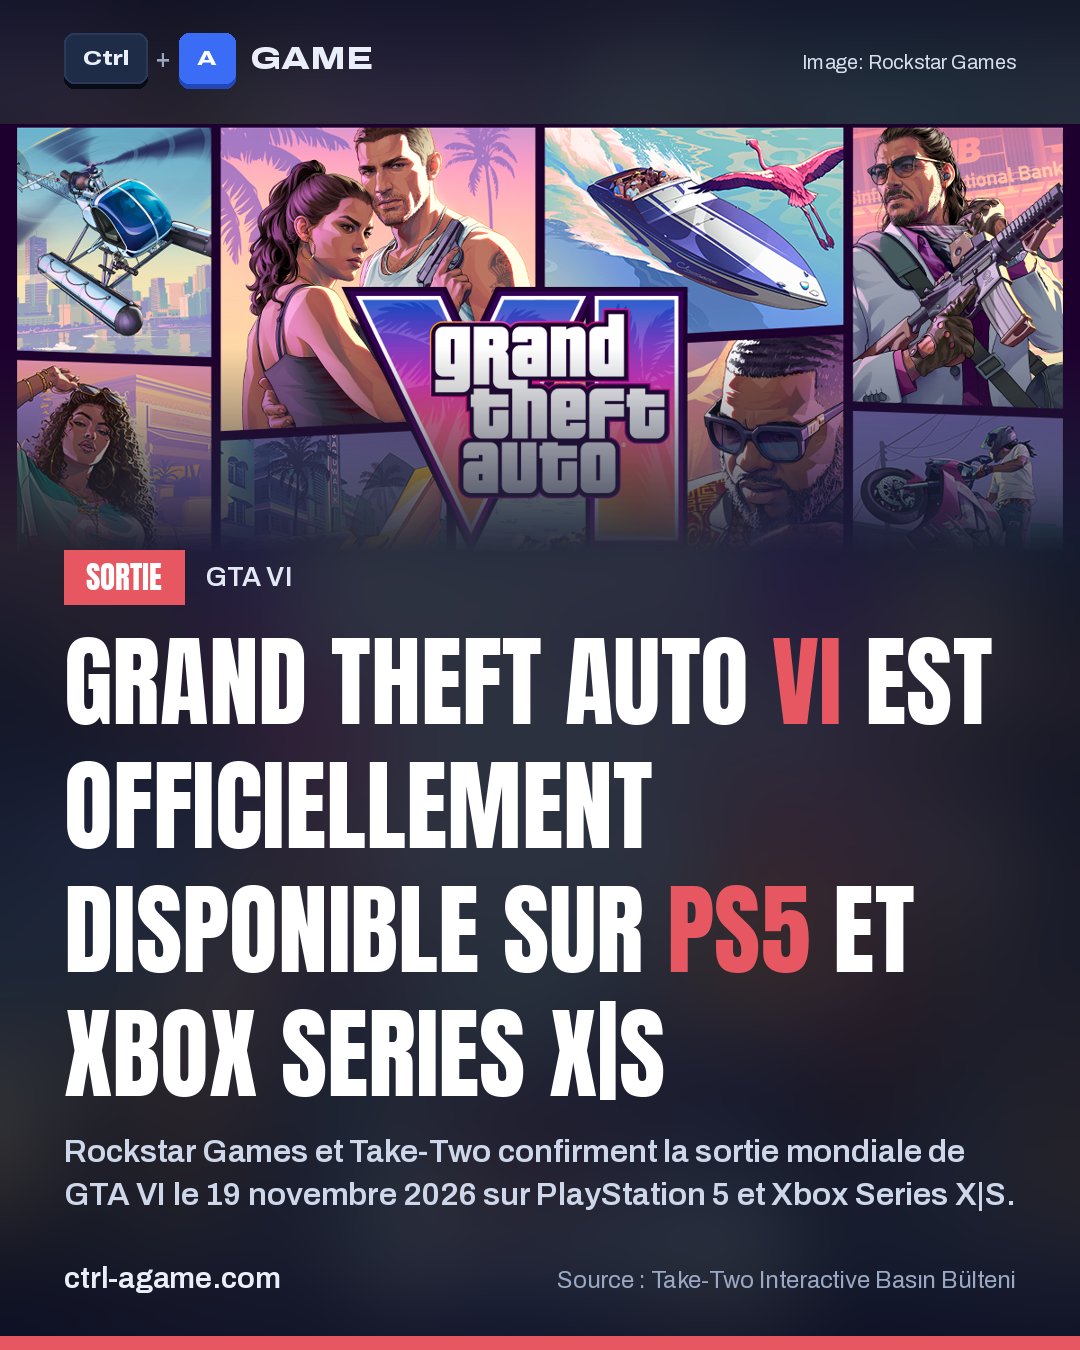 Ctrl + A GAME
Image: Rockstar Games
VI
grand
theft
auto
SORTIE GTA VI
GRAND THEFT AUTO VI EST
OFFICIELLEMENT
DISPONIBLE SUR PS5 ET
XBOX SERIES X|S
Rockstar Games et Take-Two confirment la sortie mondiale de
GTA VI le 19 novembre 2026 sur PlayStation 5 et Xbox Series X|S.
ctrl-agame.com
Source : Take-Two Interactive Basın Bülteni